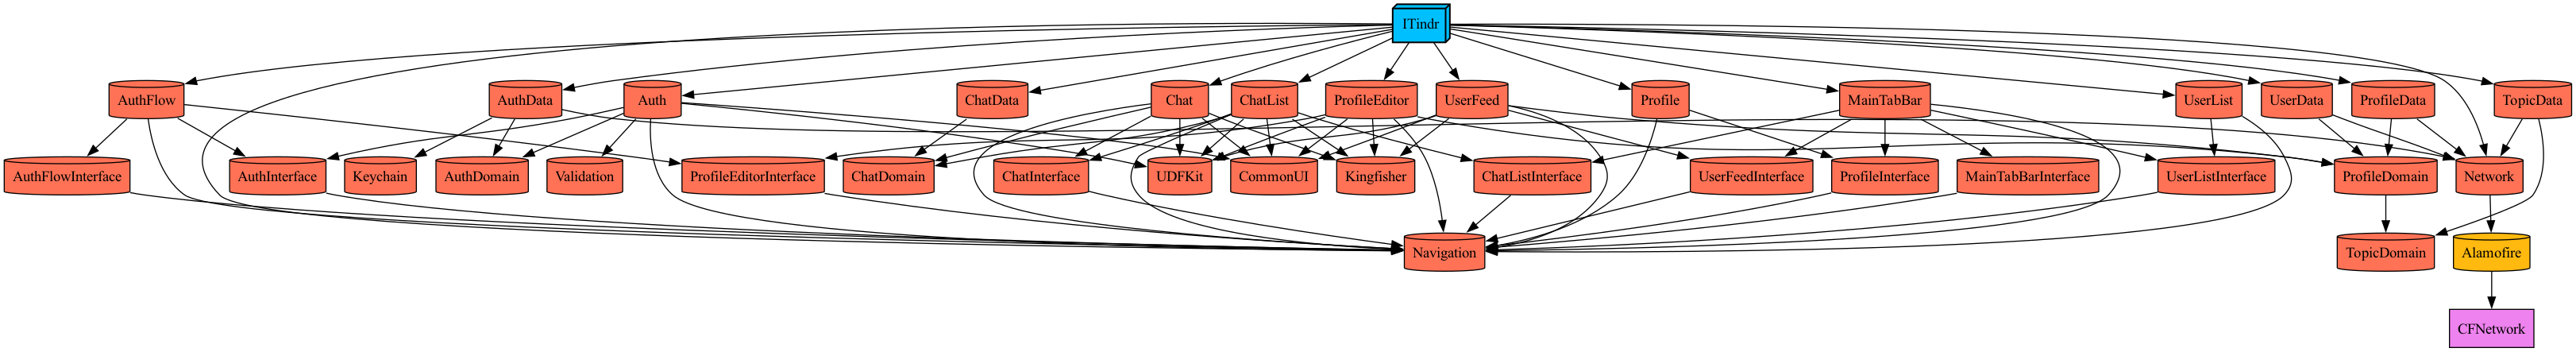 ITindr
AuthFlow
AuthData
Auth
ChatData
Chat
ChatList
ProfileEditor
UserFeed
Profile
MainTabBar
UserList
UserData
ProfileData
TopicData
AuthFlowInterface
AuthInterface
Keychain
AuthDomain
Validation
ProfileEditorInterface
ChatDomain
ChatInterface
UDFKit
CommonUI
Kingfisher
ChatListInterface
UserFeedInterface
ProfileInterface
MainTabBarInterface
UserListInterface
ProfileDomain
Network
Navigation
TopicDomain
Alamofire
CFNetwork